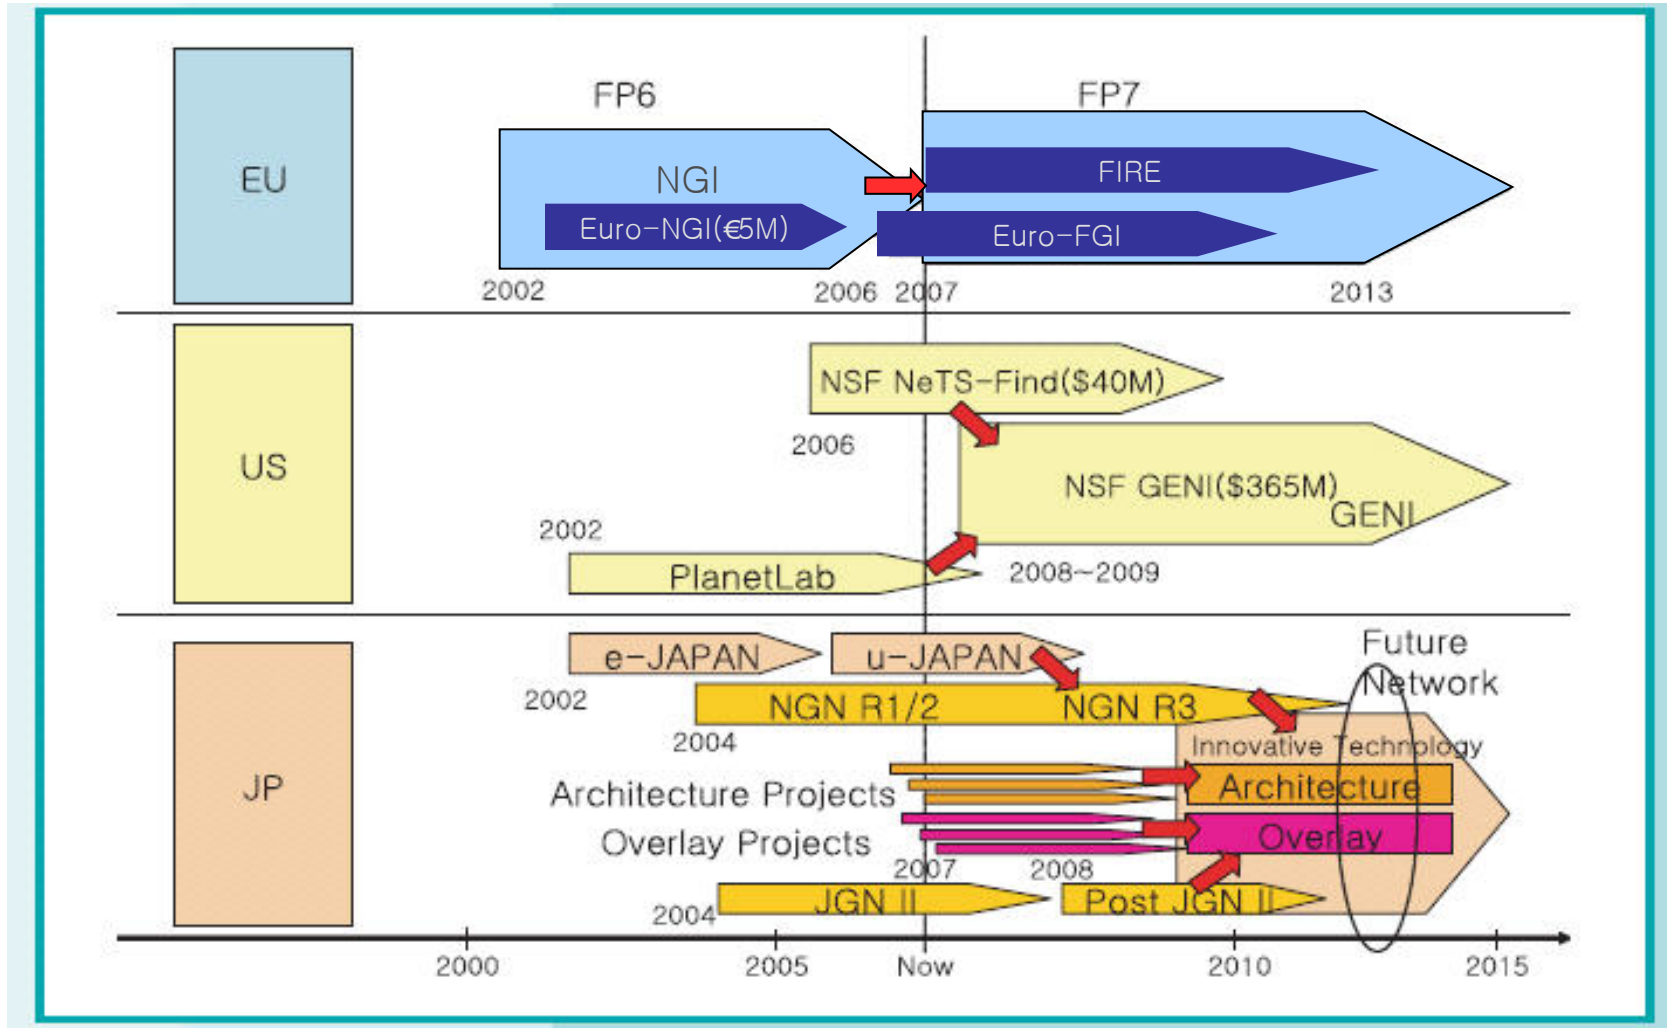 FP6
FP7
EU
NGI
FIRE
Euro-NGI(€5M)
Euro-FGI
2002
2006
2007
2013
NSF NeTS-Find($40M)
2006
US
NSF GENI($365M)
GENI
2002
PlanetLab
2008~2009
e-JAPAN
u-JAPAN
Future
Network
2002
NGN R1/2
NGN R3
2004
Innovative Technology
JP
Architecture Projects
Architecture
Overlay Projects
Overlay
2007
2008
2004
JGN II
Post JGN II
2000
2005
Now
2010
2015